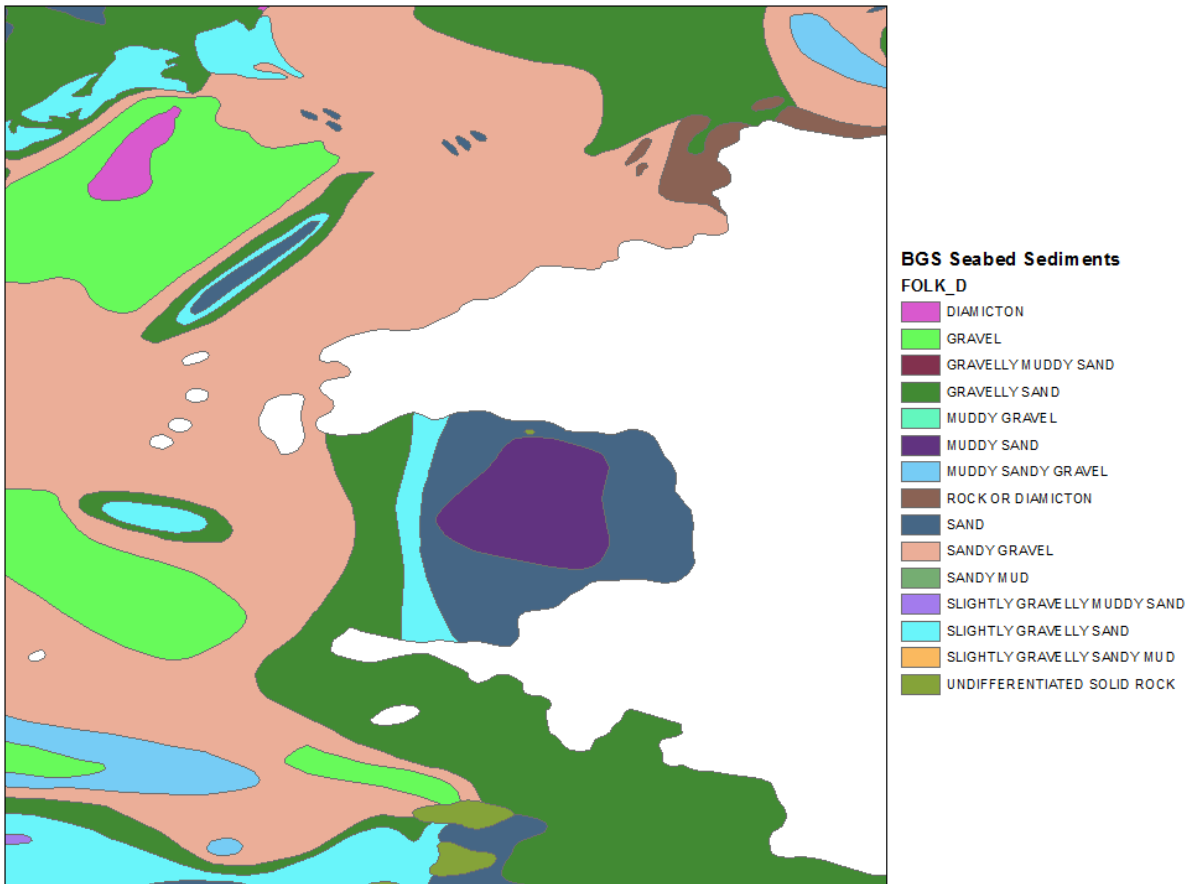 BGS Seabed Sediments
FOLK_D
DIAMICTON
GRAVEL
GRAVELLY MUDDY SAND
GRAVELLY SAND
MUDDY GRAVEL
MUDDY SAND
MUDDY SANDY GRAVEL
ROCK OR DIAMICTON
SAND
SANDY GRAVEL
SANDY MUD
SLIGHTLY GRAVELLY MUDDY SAND
SLIGHTLY GRAVELLY SAND
SLIGHTLY GRAVELLY SANDY MUD
UNDIFFERENTIATED SOLID ROCK